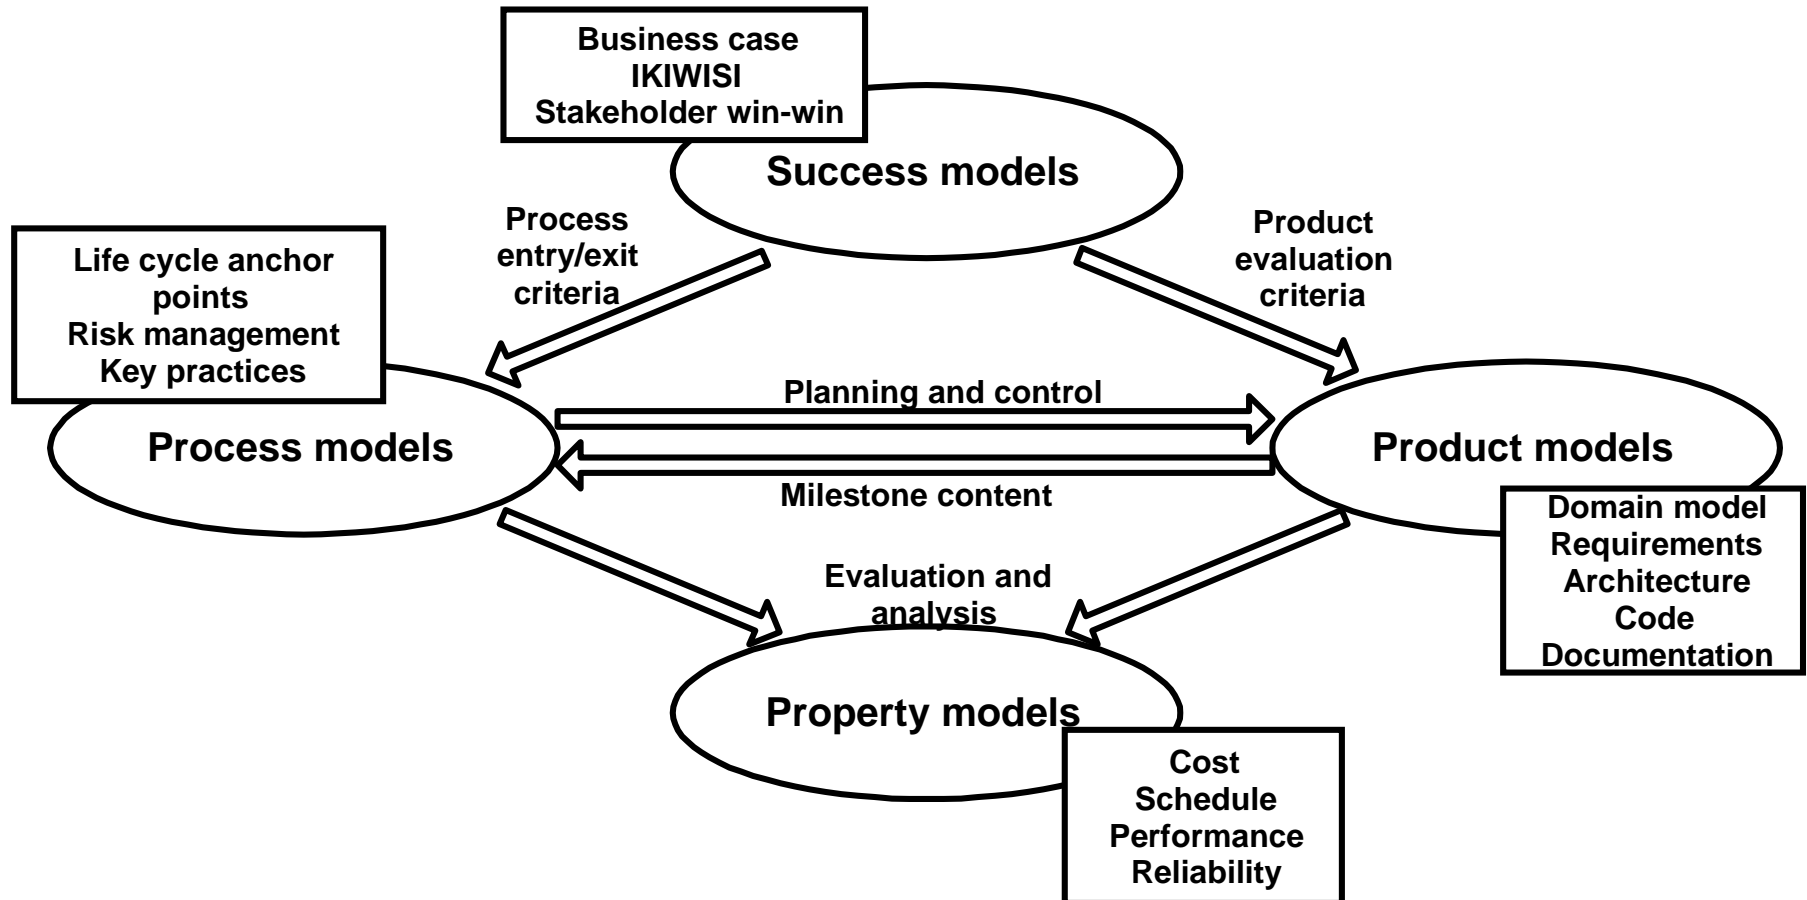 Business case
IKIWISI
Stakeholder win-win
Success models
Process
entry/exit
criteria
Product
evaluation
criteria
Life cycle anchor
points
Risk management
Key practices
Process models
Planning and control
Milestone content
Product models
Domain model
Requirements
Architecture
Code
Documentation
Evaluation and
analysis
Property models
Cost
Schedule
Performance
Reliability